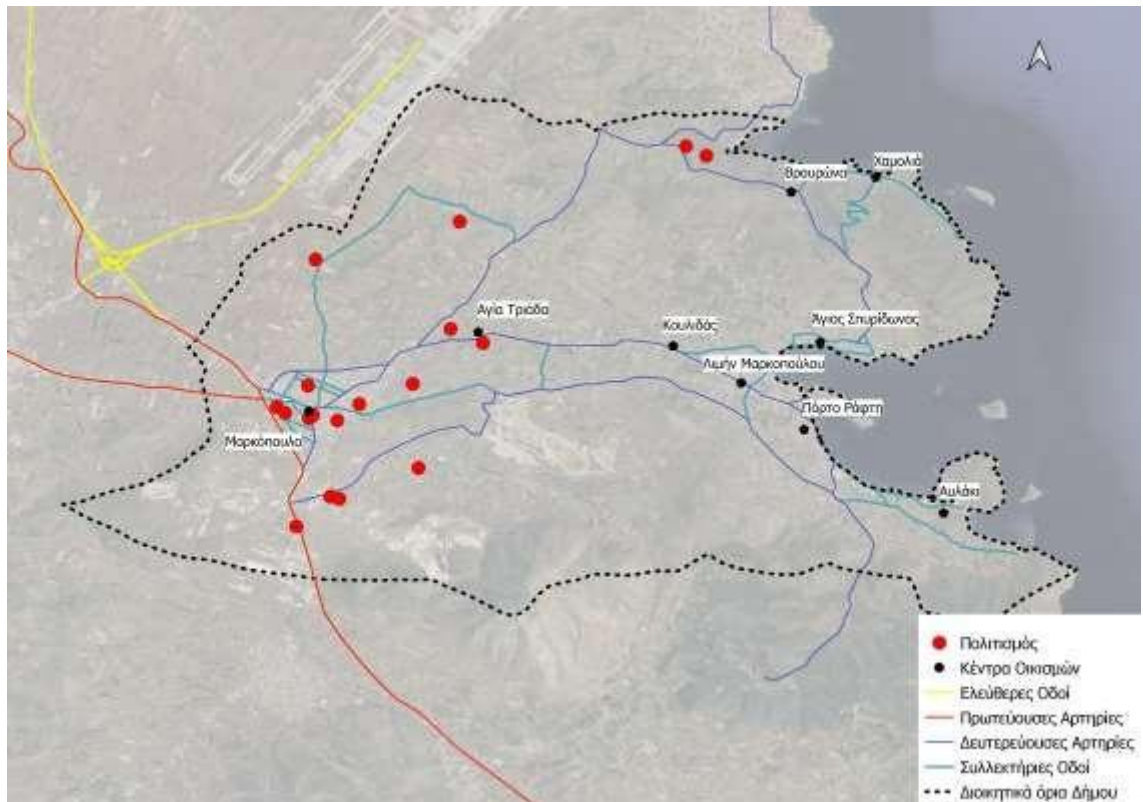 Χαμολιά
Βραυρώνα
Αγία Τριάδα
Κουλιδάς
Άγιος Σπυρίδωνας
Λιμήν Μαρκοπούλου
Πόρτο Ράφτη
Μαρκόπουλο
Αυλάκι
Πολιτισμός
Κέντρα Οικισμών
Ελεύθερες Οδοί
Πρωτεύουσες Αρτηρίες
Δευτερεύουσες Αρτηρίες
Συλλεκτήριες Οδοί
Διοικητικά όρια Δήμου